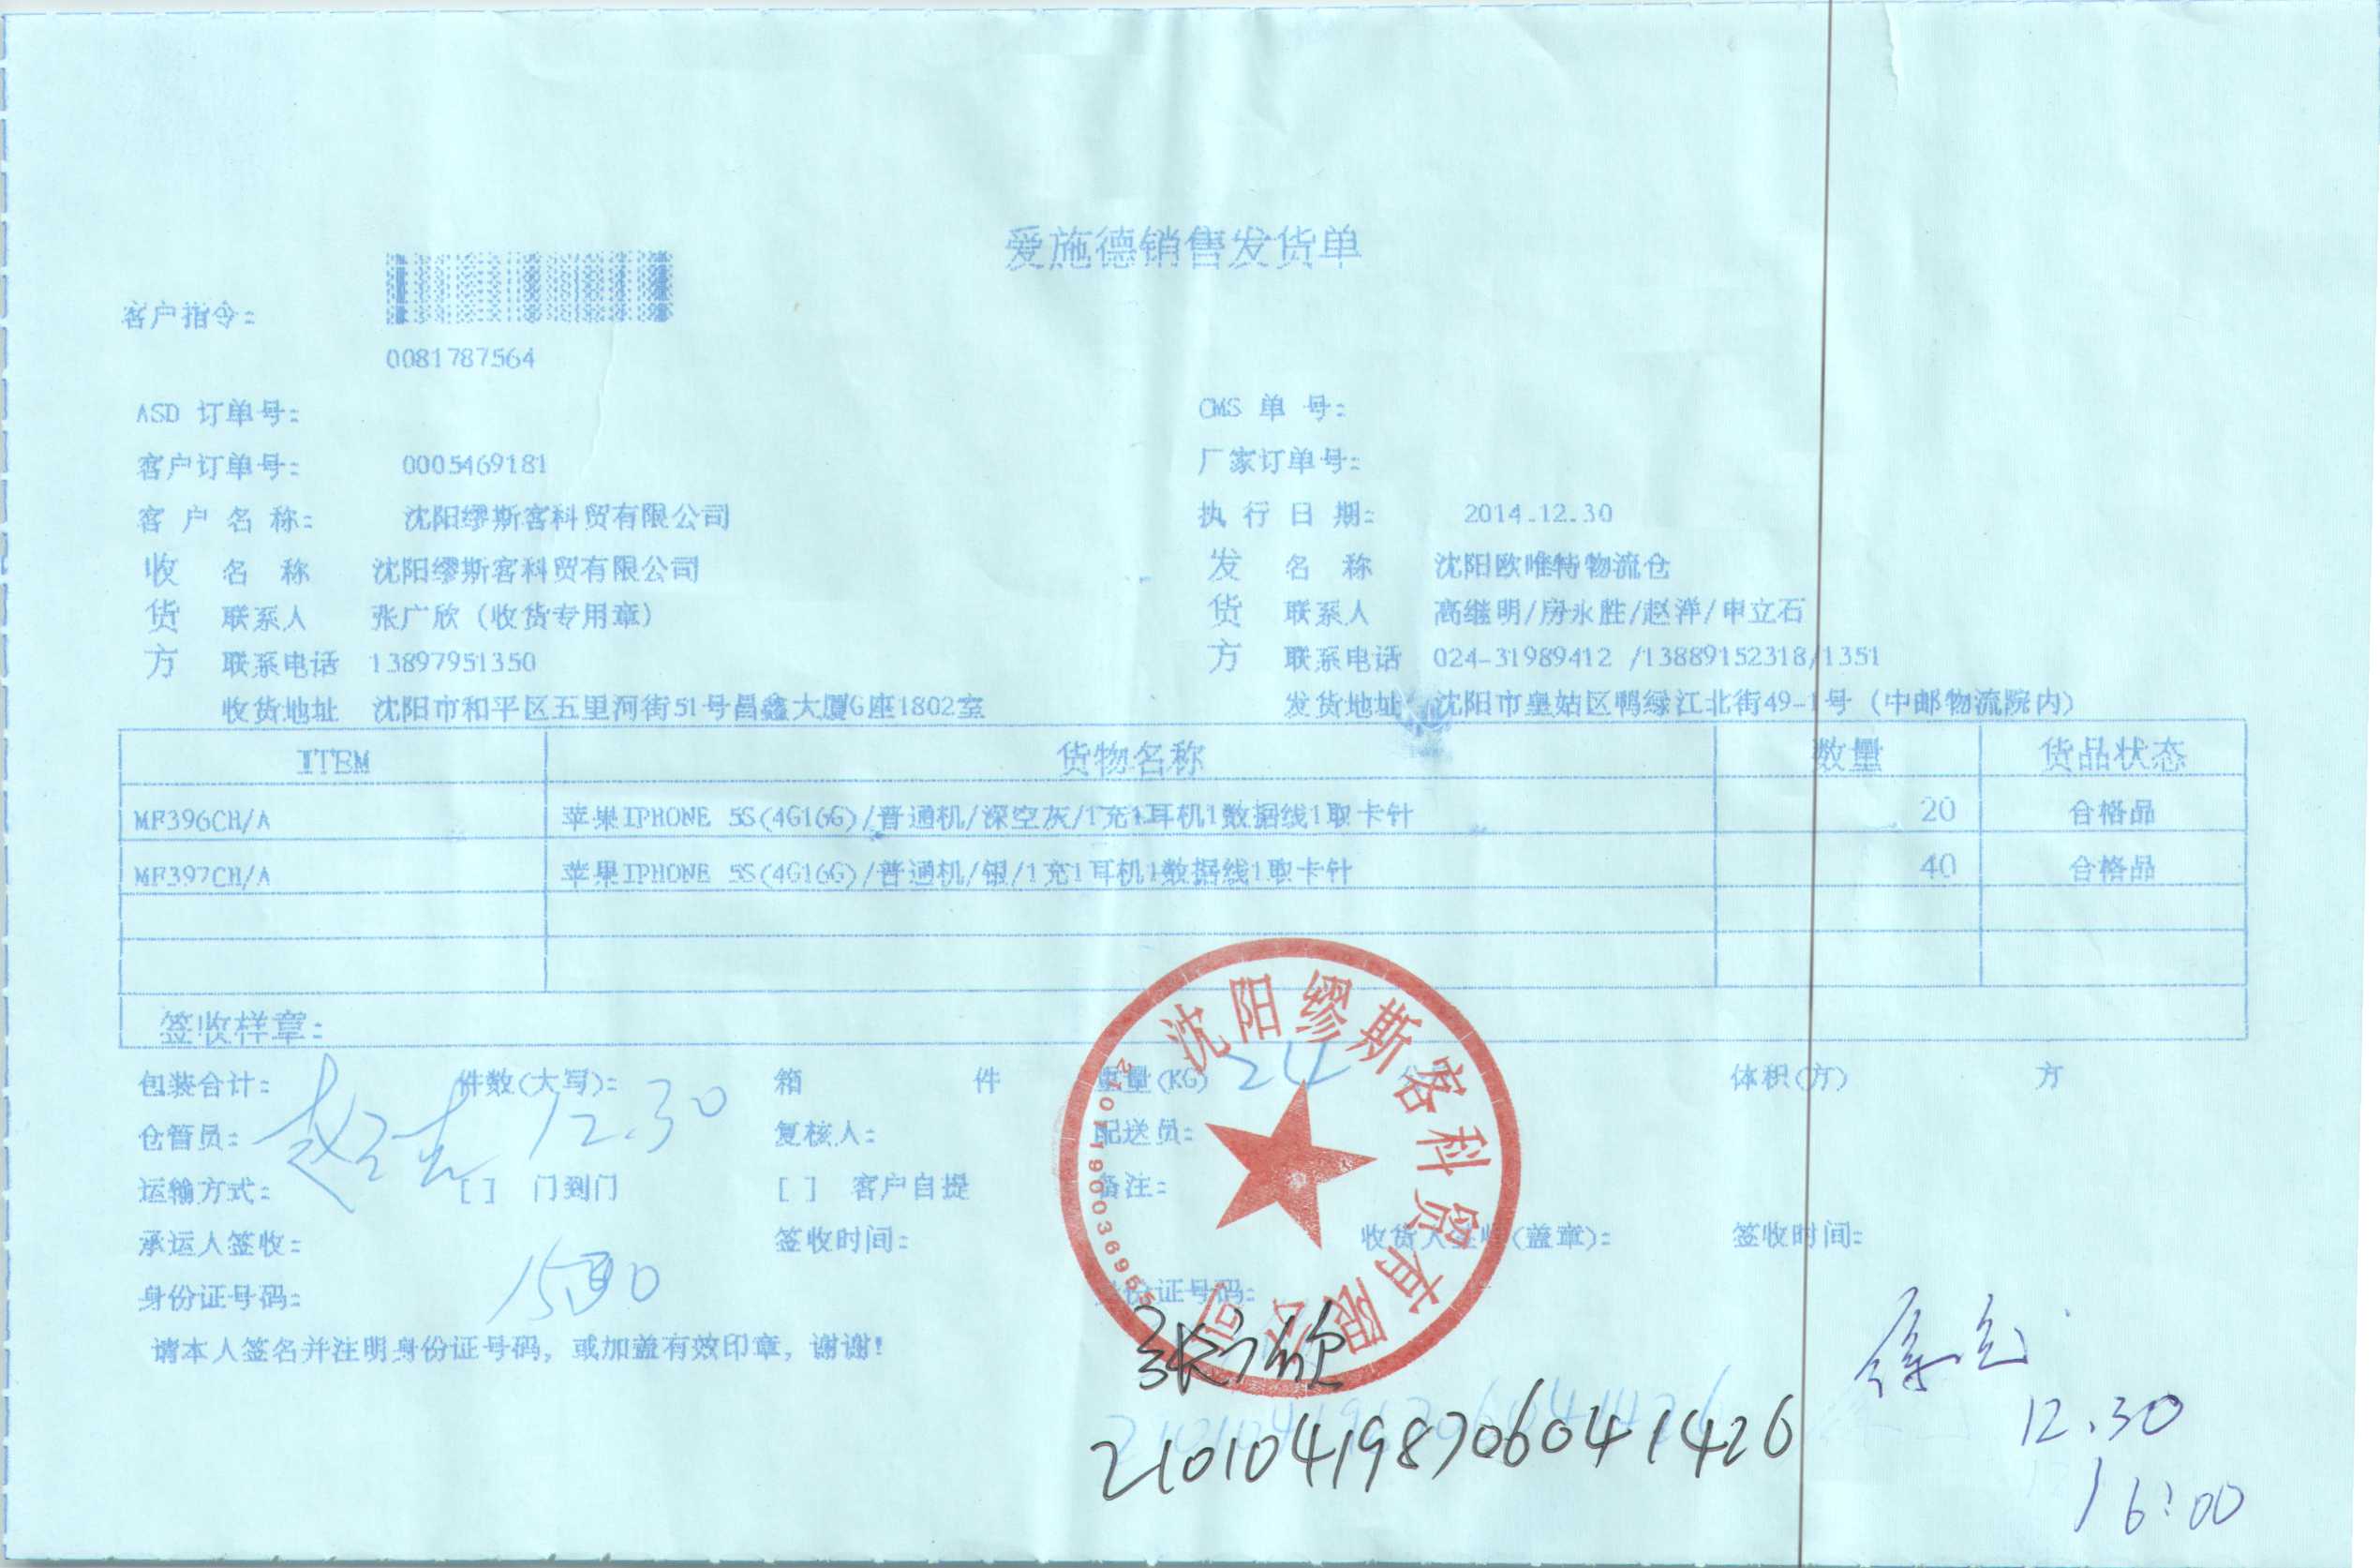 爱施德销售发货单
客户指令:
0081787564
ASD 订单号: CMS 单 号:
客户订单号: 0005469181 厂家订单号:
客 户 名 称: 沈阳缪斯客科贸有限公司 执 行 日 期: 2014.12.30
收 名 称 沈阳缪斯客科贸有限公司 发 名 称 沈阳欧唯特物流仓
货 联系人 张广欣(收货专用章) 货 联系人 高继明/房永胜/赵洋/申立石
方 联系电话 13897951350 方 联系电话 024-31989412 /13889152318/1351
收货地址 沈阳市和平区五里河街51号昌鑫大厦G座1802室 发货地址 沈阳市皇姑区鸭绿江北街49-1号(中邮物流院内)
ITEM 货物名称 数量 货品状态
MF396CH/A 苹果IPHONE 5S(4G16G)/普通机/深空灰/1充1耳机1数据线1取卡针 20 合格品
MF397CH/A 苹果IPHONE 5S(4G16G)/普通机/银/1充1耳机1数据线1取卡针 40 合格品
签收样章:
包装合计: 件数(大写): 箱 件 重量(KG) 24 体积(方) 方
仓管员: 12.30 复核人: 配送员:
运输方式: [ ] 门到门 [ ] 客户自提 备注:
承运人签收: 签收时间: 收货人签收(盖章): 签收时间:
身份证号码: 身份证号码:
请本人签名并注明身份证号码,或加盖有效印章,谢谢!
沈阳缪斯客科贸有限公司
张广欣
210104198706041426
12.30
16:00